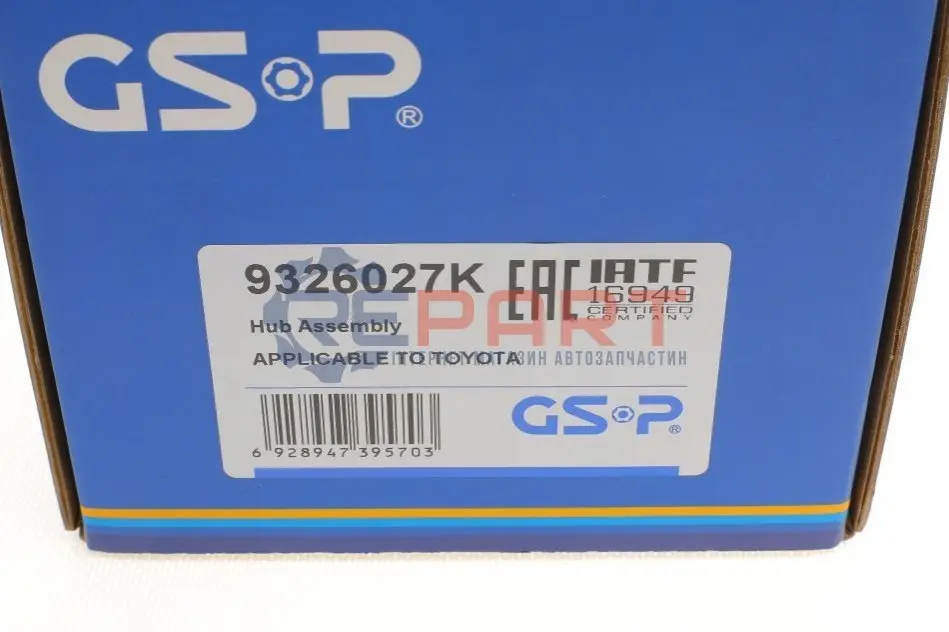 GS·P®
9326027K
EAC
IATF
16949
CERTIFIED
COMPANY
REPART
Hub Assembly
APPLICABLE TO TOYOTA
МАГАЗИН АВТОЗАПЧАСТИН
GS·P®
6 928947 395703